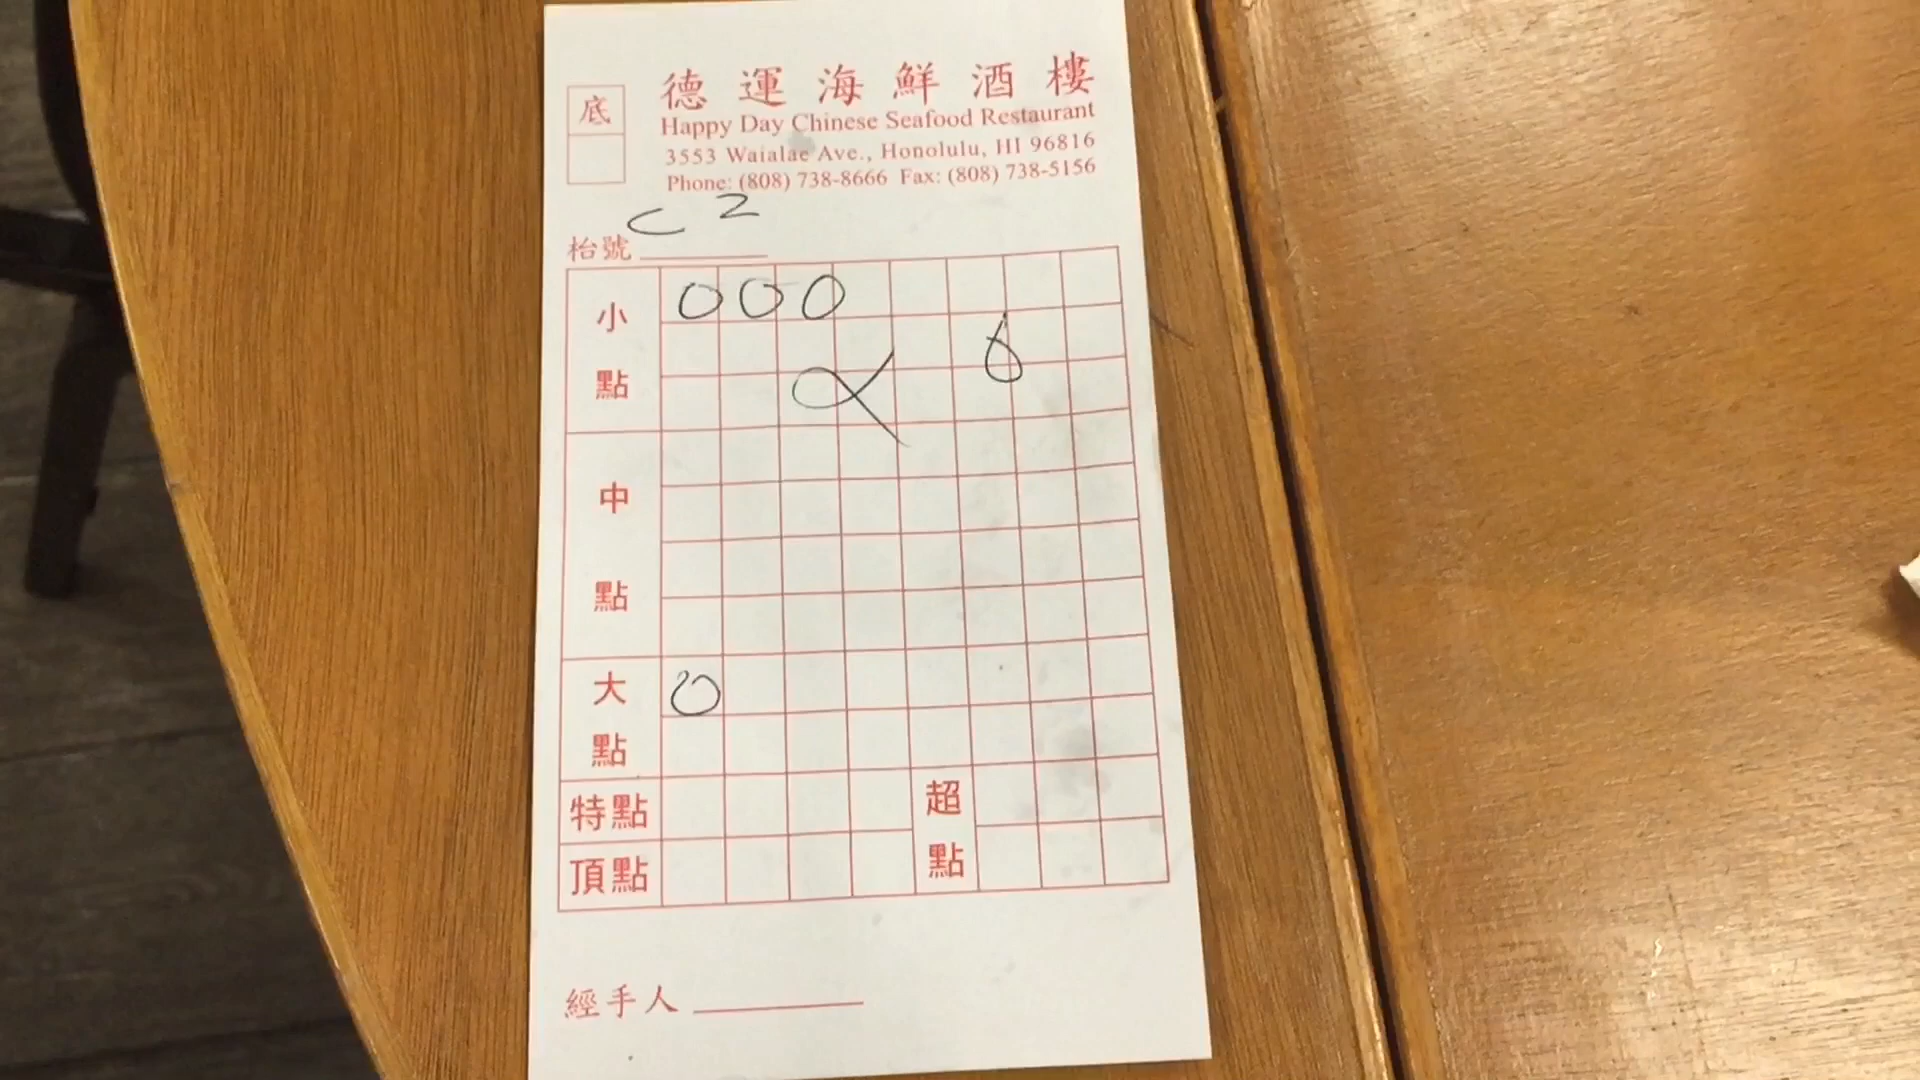 底
德運海鮮酒樓
Happy Day Chinese Seafood Restaurant
3553 Waialae Ave., Honolulu, HI 96816
Phone: (808) 738-8666 Fax: (808) 738-5156
枱號 C2
小點 000
中點
大點 0
特點
超點
頂點
經手人